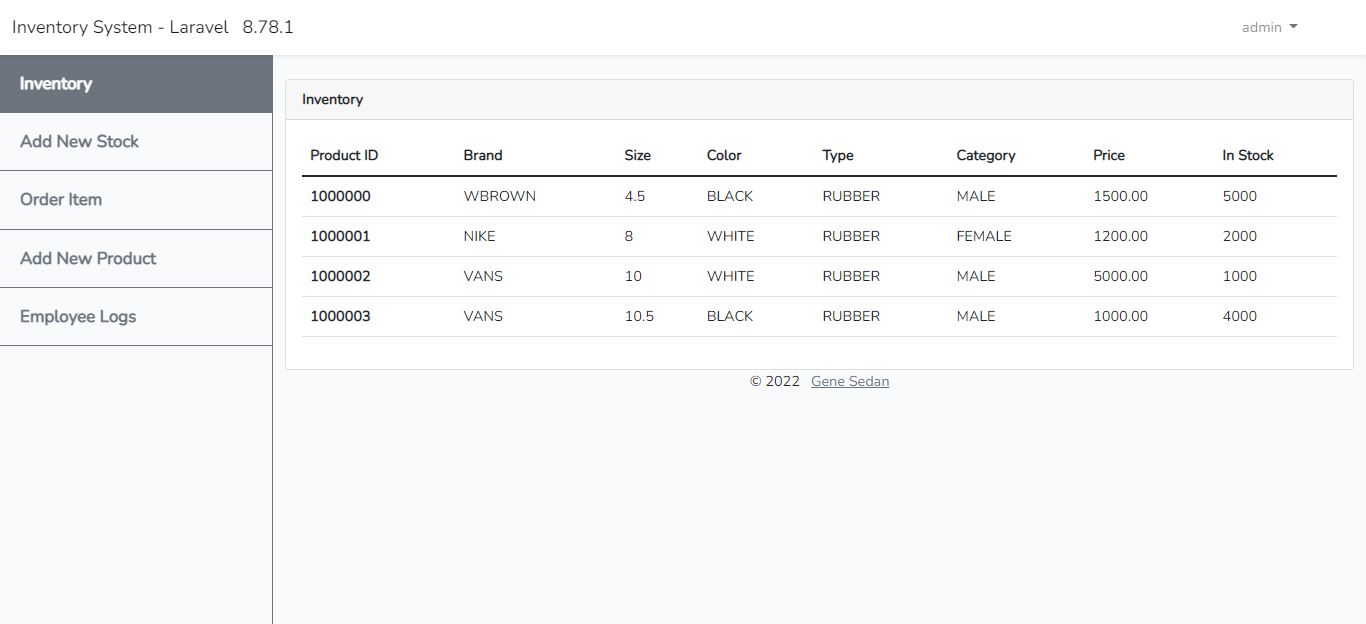 Inventory System - Laravel 8.78.1
admin
Inventory
Add New Stock
Order Item
Add New Product
Employee Logs
Inventory
Product ID Brand Size Color Type Category Price In Stock
1000000 WBROWN 4.5 BLACK RUBBER MALE 1500.00 5000
1000001 NIKE 8 WHITE RUBBER FEMALE 1200.00 2000
1000002 VANS 10 WHITE RUBBER MALE 5000.00 1000
1000003 VANS 10.5 BLACK RUBBER MALE 1000.00 4000
© 2022 Gene Sedan